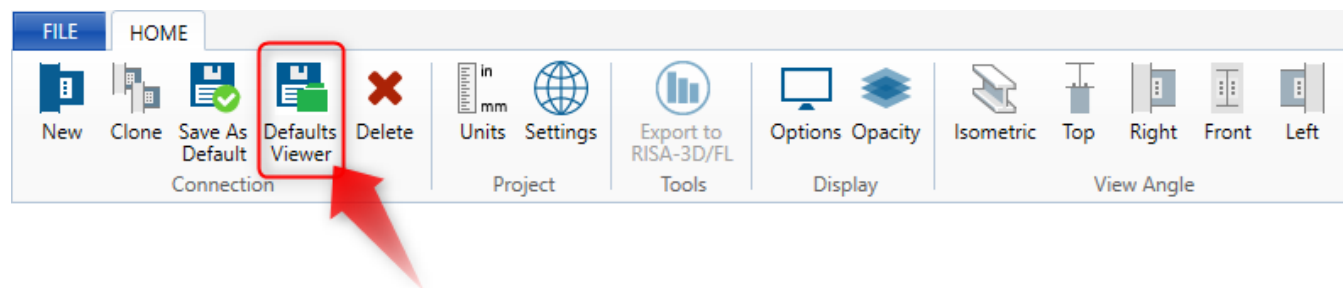 FILE HOME
in
mm
New Clone Save As Defaults Delete Units Settings Export to Options Opacity Isometric Top Right Front Left
Default Viewer RISA-3D/FL
Connection Project Tools Display View Angle